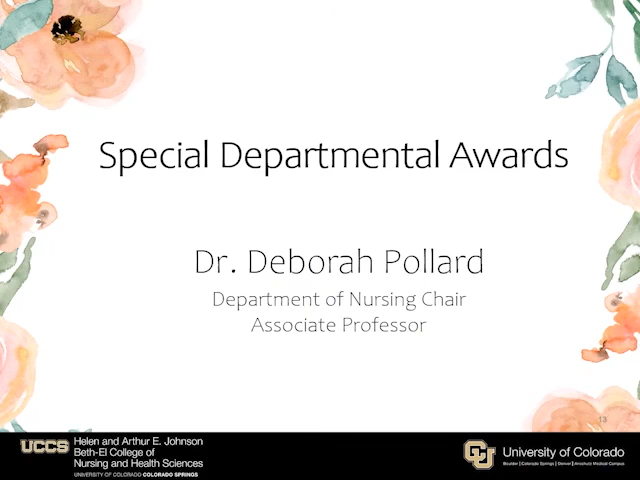 Special Departmental Awards
Dr. Deborah Pollard
Department of Nursing Chair
Associate Professor
13
UCCS
Helen and Arthur E. Johnson
Beth-El College of
Nursing and Health Sciences
UNIVERSITY OF COLORADO COLORADO SPRINGS
CU
University of Colorado
Boulder | Colorado Springs | Denver | Anschutz Medical Campus